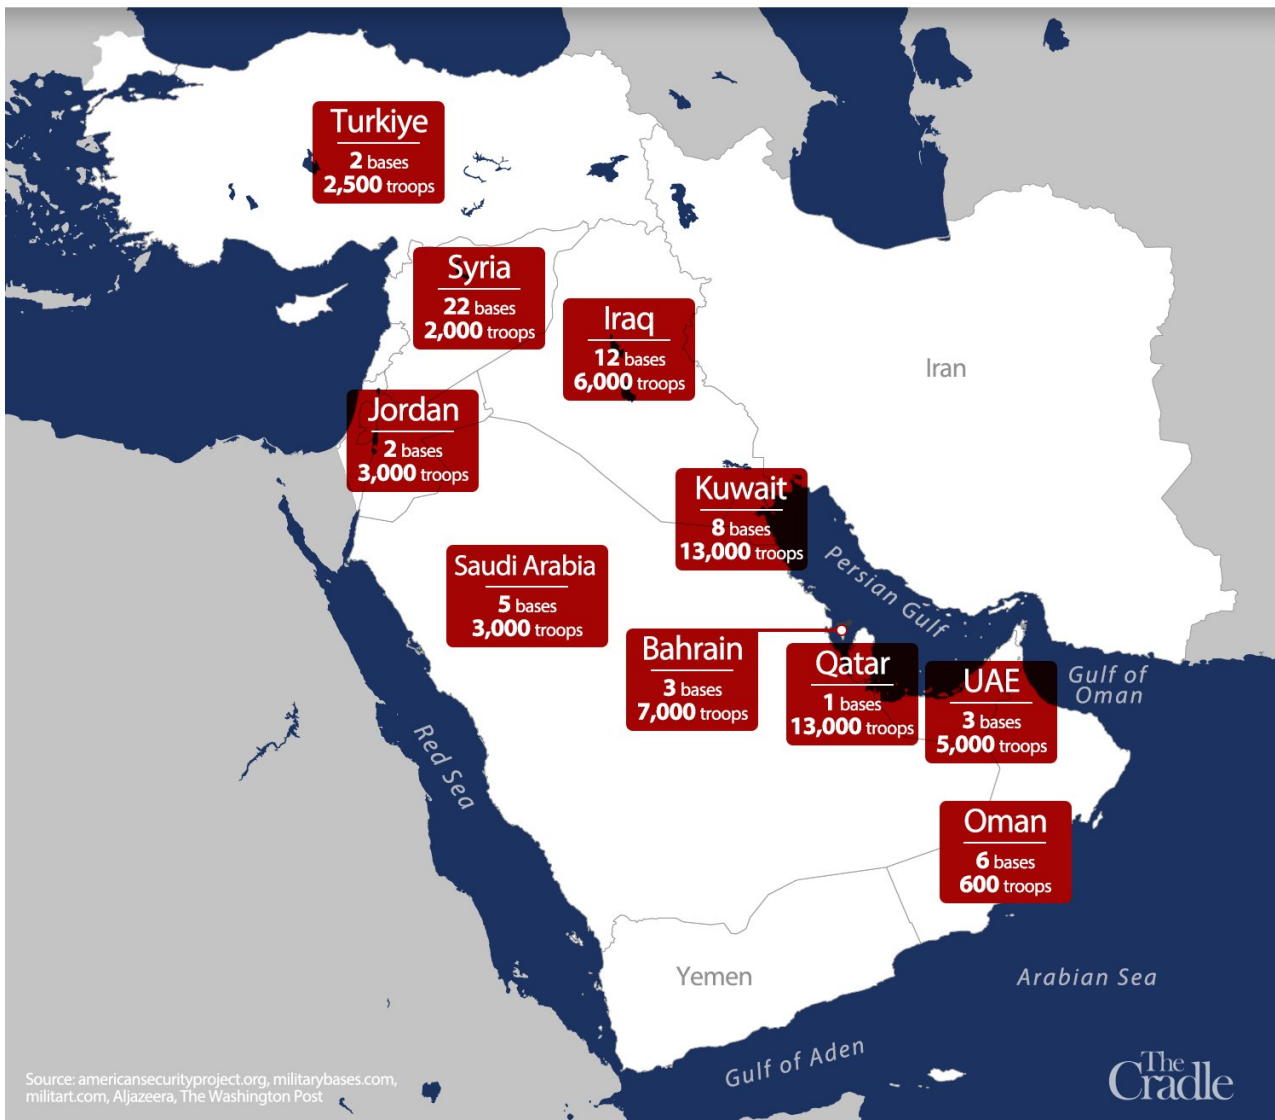 Turkiye
2 bases
2,500 troops
Syria
22 bases
2,000 troops
Iraq
12 bases
6,000 troops
Iran
Jordan
2 bases
3,000 troops
Kuwait
8 bases
13,000 troops
Saudi Arabia
5 bases
3,000 troops
Persian Gulf
Bahrain
3 bases
7,000 troops
Qatar
1 bases
13,000 troops
UAE
3 bases
5,000 troops
Gulf of
Oman
Red Sea
Oman
6 bases
600 troops
Yemen
Arabian Sea
Gulf of Aden
Source: americansecurityproject.org, militarybases.com,
militart.com, Aljazeera, The Washington Post
The
Cradle